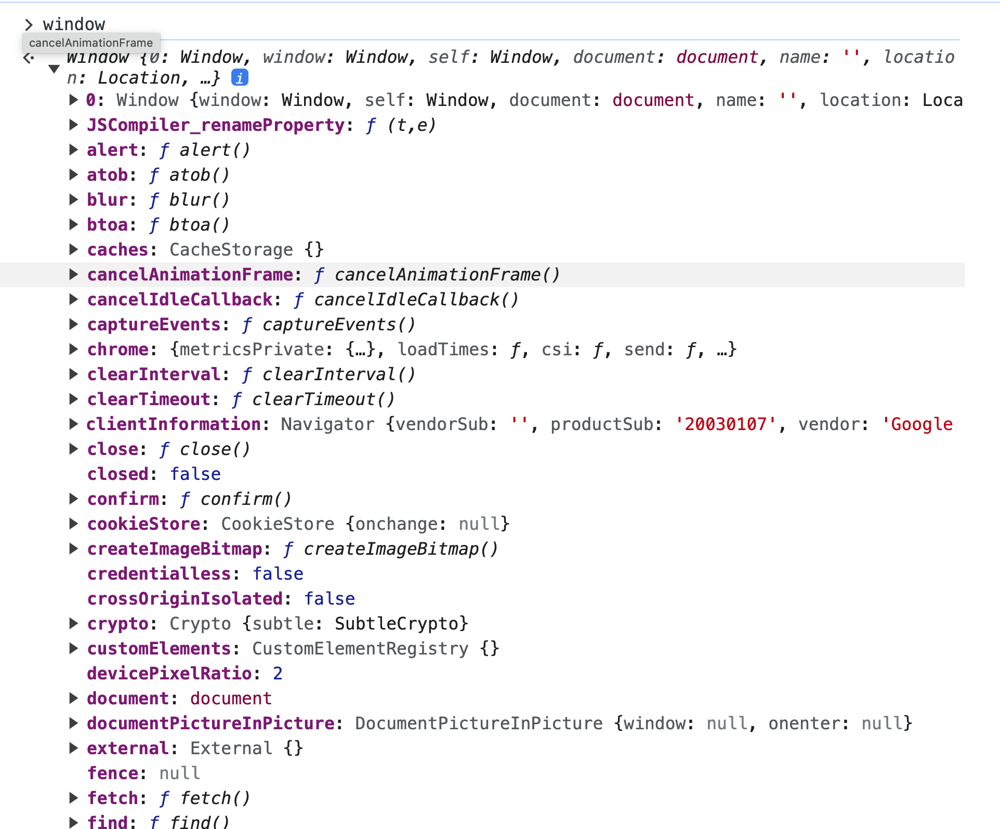 > window
cancelAnimationFrame
Window {0: Window, window: Window, self: Window, document: document, name: '', locatio
n: Location, …} i
0: Window {window: Window, self: Window, document: document, name: '', location: Loca
JSCompiler_renameProperty: ƒ (t,e)
alert: ƒ alert()
atob: ƒ atob()
blur: ƒ blur()
btoa: ƒ btoa()
caches: CacheStorage {}
cancelAnimationFrame: ƒ cancelAnimationFrame()
cancelIdleCallback: ƒ cancelIdleCallback()
captureEvents: ƒ captureEvents()
chrome: {metricsPrivate: {…}, loadTimes: ƒ, csi: ƒ, send: ƒ, …}
clearInterval: ƒ clearInterval()
clearTimeout: ƒ clearTimeout()
clientInformation: Navigator {vendorSub: '', productSub: '20030107', vendor: 'Google
close: ƒ close()
closed: false
confirm: ƒ confirm()
cookieStore: CookieStore {onchange: null}
createImageBitmap: ƒ createImageBitmap()
credentialless: false
crossOriginIsolated: false
crypto: Crypto {subtle: SubtleCrypto}
customElements: CustomElementRegistry {}
devicePixelRatio: 2
document: document
documentPictureInPicture: DocumentPictureInPicture {window: null, onenter: null}
external: External {}
fence: null
fetch: ƒ fetch()
find: ƒ find()